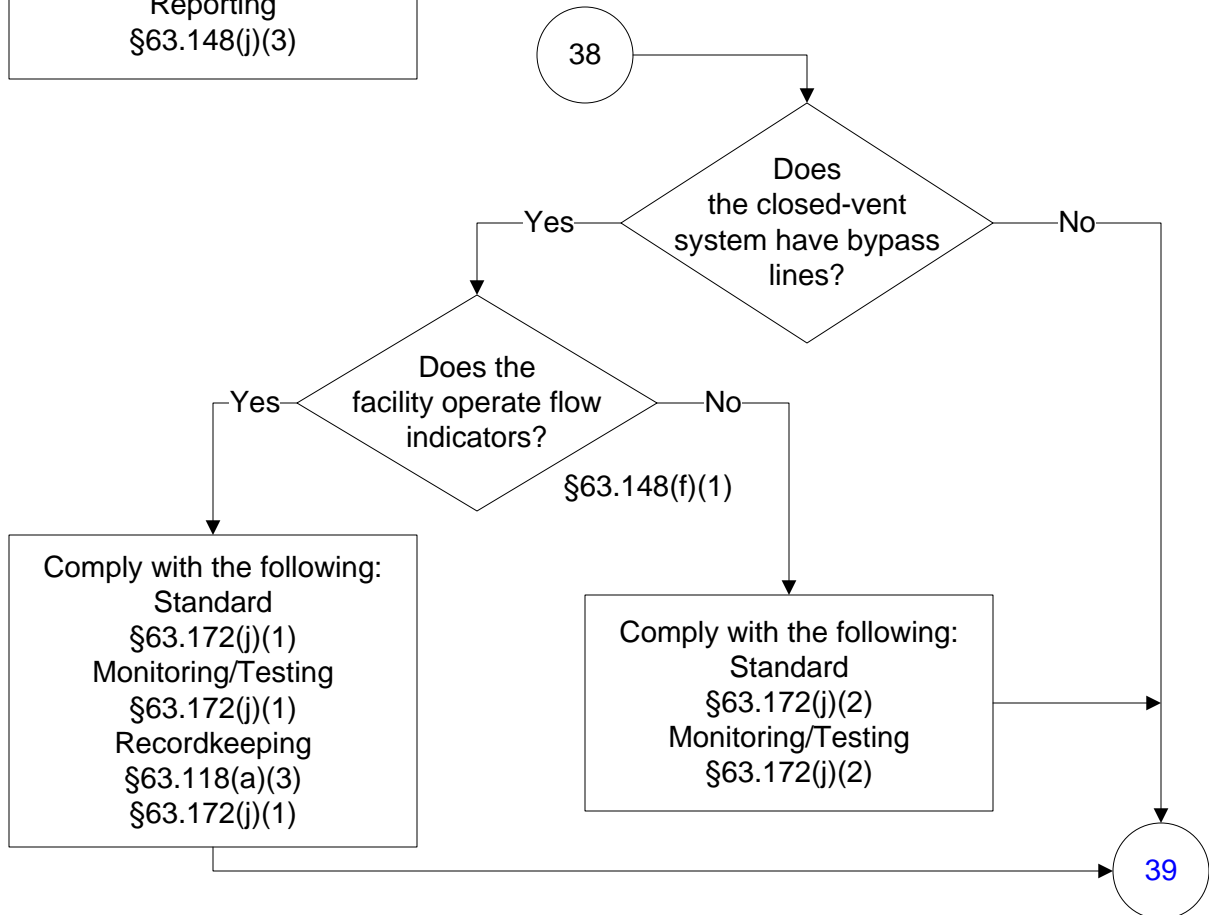 Reporting
§63.148(j)(3)
38
Does
the closed-vent
system have bypass
lines?
Yes
No
Does the
facility operate flow
indicators?
Yes
No
§63.148(f)(1)
Comply with the following:
Standard
§63.172(j)(1)
Monitoring/Testing
§63.172(j)(1)
Recordkeeping
§63.118(a)(3)
§63.172(j)(1)
Comply with the following:
Standard
§63.172(j)(2)
Monitoring/Testing
§63.172(j)(2)
39